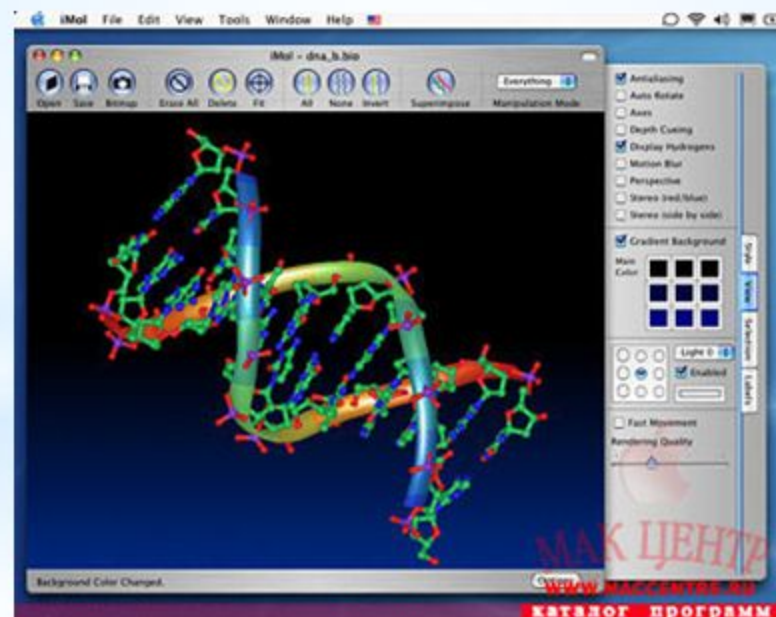 iMol File Edit View Tools Window Help
iMol - dna_b.bio
Open Save Bitmap Erase All Delete Fit All None Invert Superimpose Everything
Manipulation Mode
Antialiasing
Auto Rotate
Axes
Depth Cueing
Display Hydrogens
Motion Blur
Perspective
Stereo (red/blue)
Stereo (side by side)
Gradient Background
Main
Color
Light 0
Enabled
Fast Movement
Rendering Quality
Style
View
Selection
Labels
Background Color Changed.
МАК ЦЕНТР
WWW.MACCENTRE.RU
каталог программ